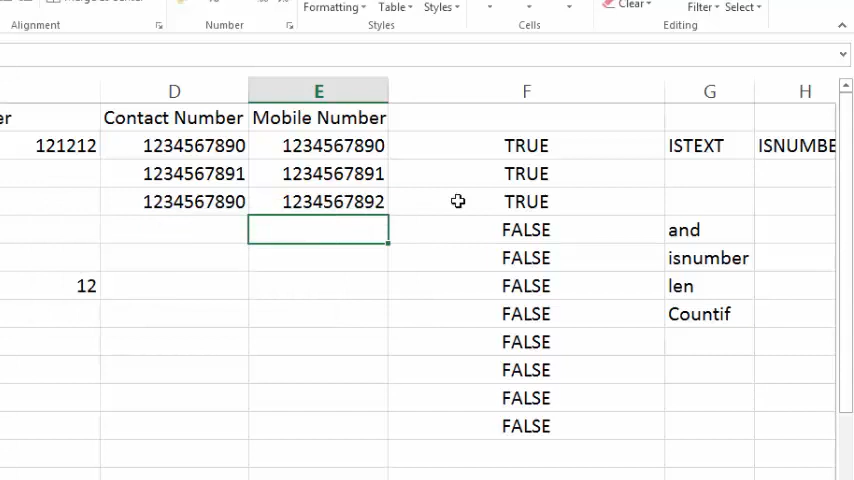 Formatting Table Styles Clear Filter Select
Alignment Number Styles Cells Editing
D E F G H
er Contact Number Mobile Number
121212 1234567890 1234567890 TRUE ISTEXT ISNUMBE
1234567891 1234567891 TRUE
1234567890 1234567892 TRUE
FALSE and
FALSE isnumber
12 FALSE len
FALSE Countif
FALSE
FALSE
FALSE
FALSE